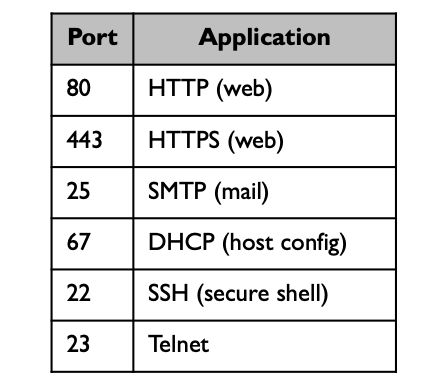 Port Application
80 HTTP (web)
443 HTTPS (web)
25 SMTP (mail)
67 DHCP (host config)
22 SSH (secure shell)
23 Telnet